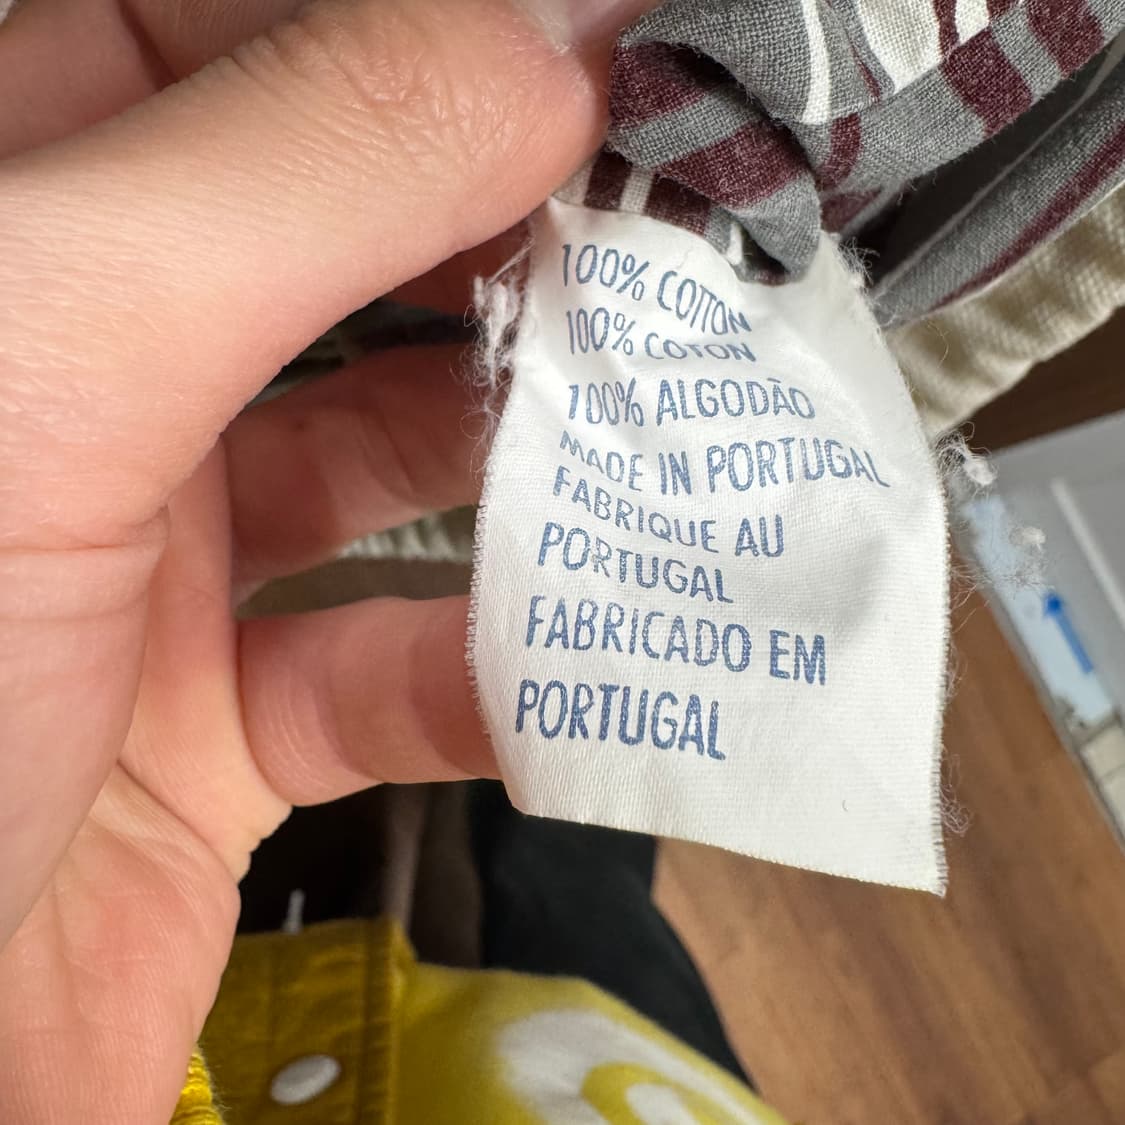 100% COTTON
100% COTON
100% ALGODÃO
MADE IN PORTUGAL
FABRIQUE AU
PORTUGAL
FABRICADO EM
PORTUGAL